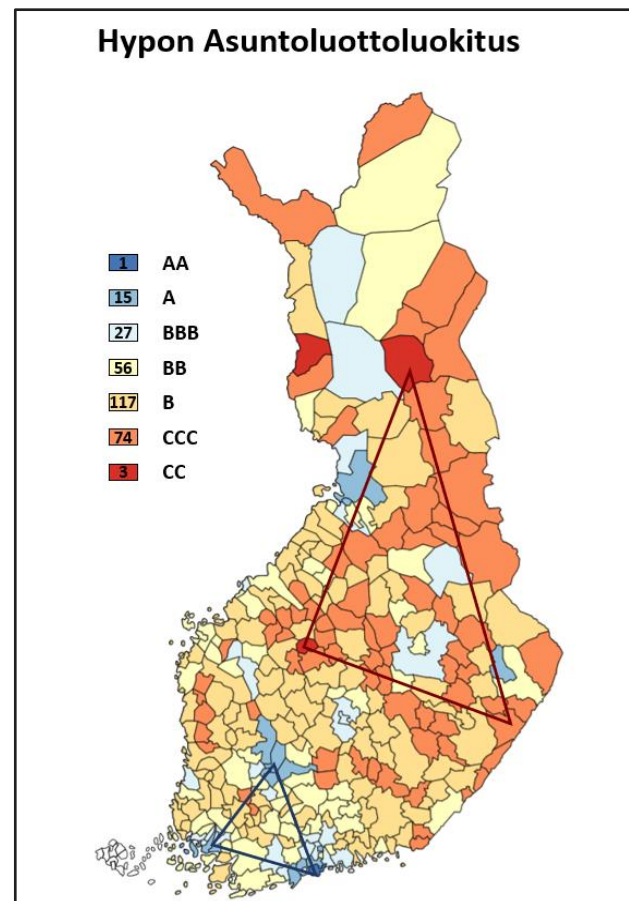 Hypon Asuntoluottoluokitus
1 AA
15 A
27 BBB
56 BB
117 B
74 CCC
3 CC